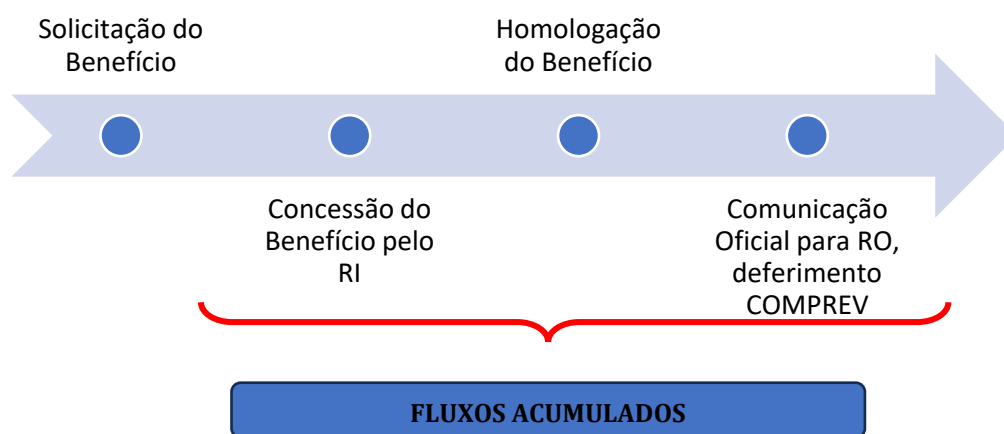 Solicitação do
Benefício
Homologação
do Benefício
Concessão do
Benefício pelo
RI
Comunicação
Oficial para RO,
deferimento
COMPREV
FLUXOS ACUMULADOS